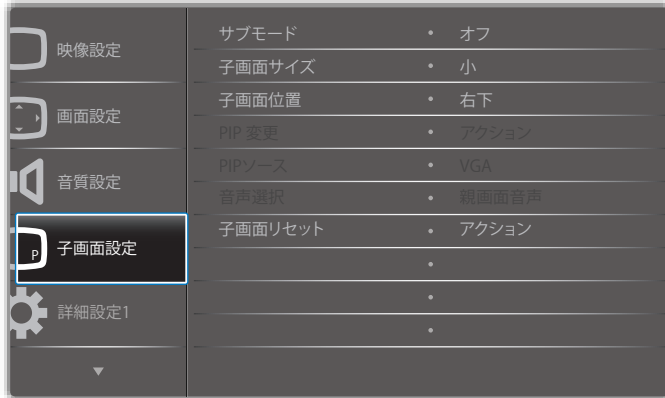 映像設定
画面設定
音質設定
P
子画面設定
詳細設定1
▼
サブモード • オフ
子画面サイズ • 小
子画面位置 • 右下
PIP 変更 • アクション
PIPソース • VGA
音声選択 • 親画面音声
子画面リセット • アクション
•
•
•